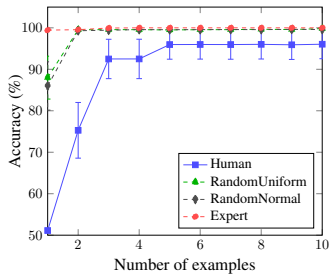 100
90
80
70
60
50
Accuracy (%)
2 4 6 8 10
Number of examples
Human
RandomUniform
RandomNormal
Expert